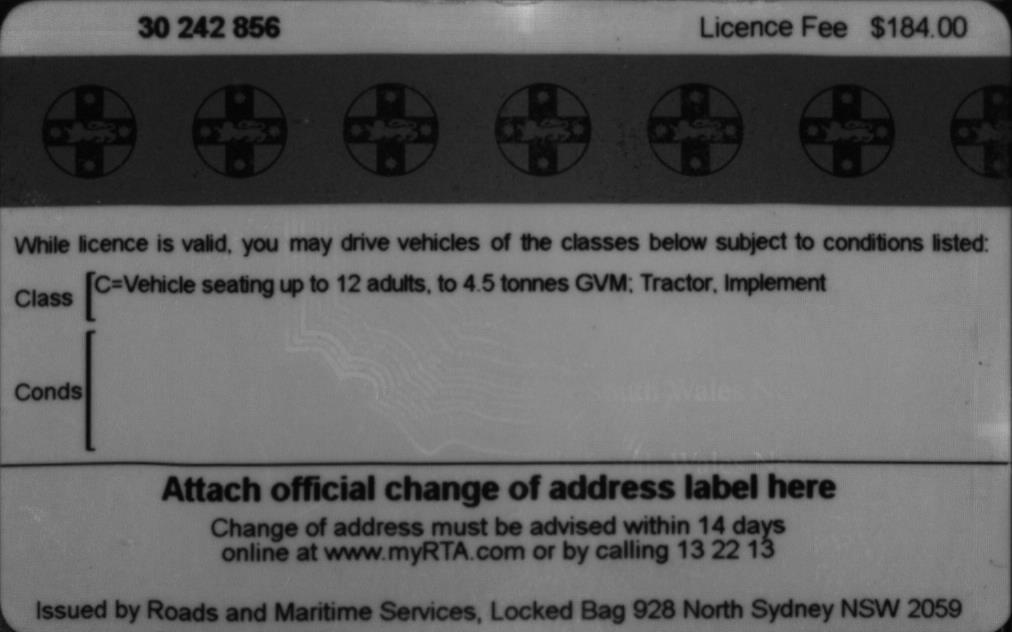 30 242 856 Licence Fee $184.00
While licence is valid, you may drive vehicles of the classes below subject to conditions listed:
Class C=Vehicle seating up to 12 adults, to 4.5 tonnes GVM; Tractor, Implement
Conds
South Wales New
Wales
Attach official change of address label here
Change of address must be advised within 14 days
online at www.myRTA.com or by calling 13 22 13
Issued by Roads and Maritime Services, Locked Bag 928 North Sydney NSW 2059